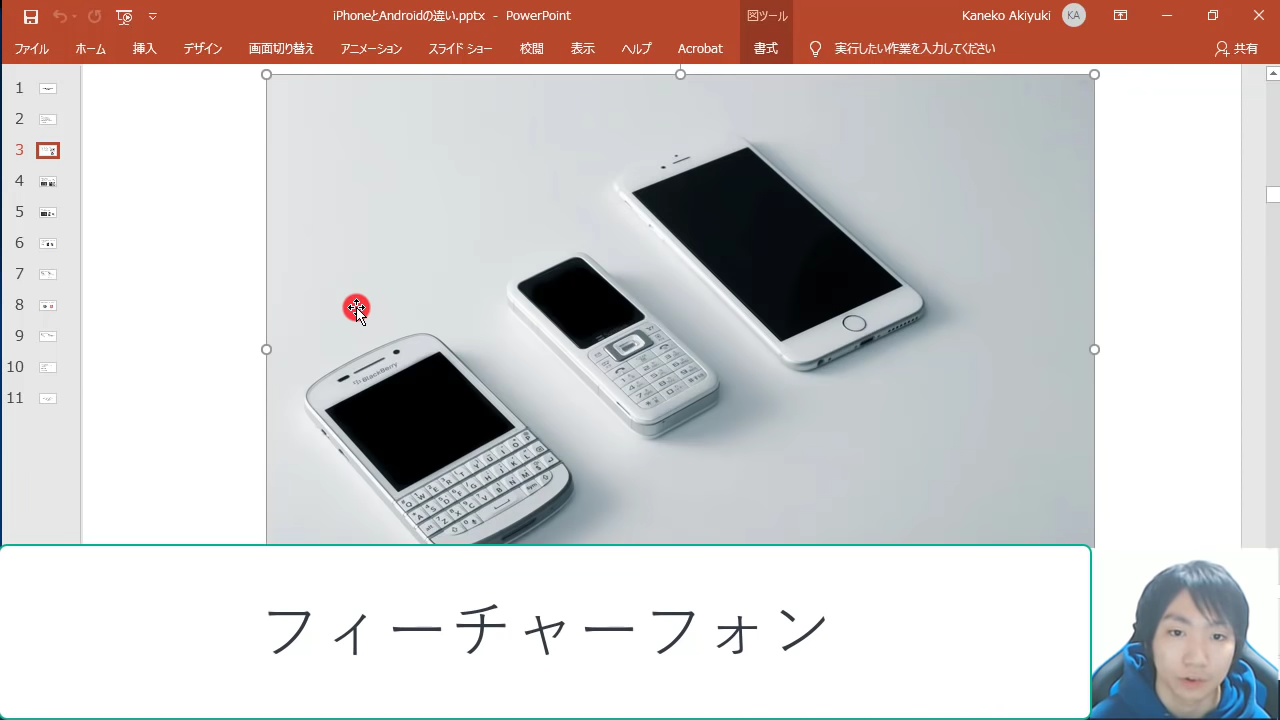 iPhoneとAndroidの違い.pptx - PowerPoint
図ツール
Kaneko Akiyuki
KA
ファイル
ホーム
挿入
デザイン
画面切り替え
アニメーション
スライド ショー
校閲
表示
ヘルプ
Acrobat
書式
実行したい作業を入力してください
共有
1
2
3
4
5
6
7
8
9
10
11
BlackBerry
フィーチャーフォン